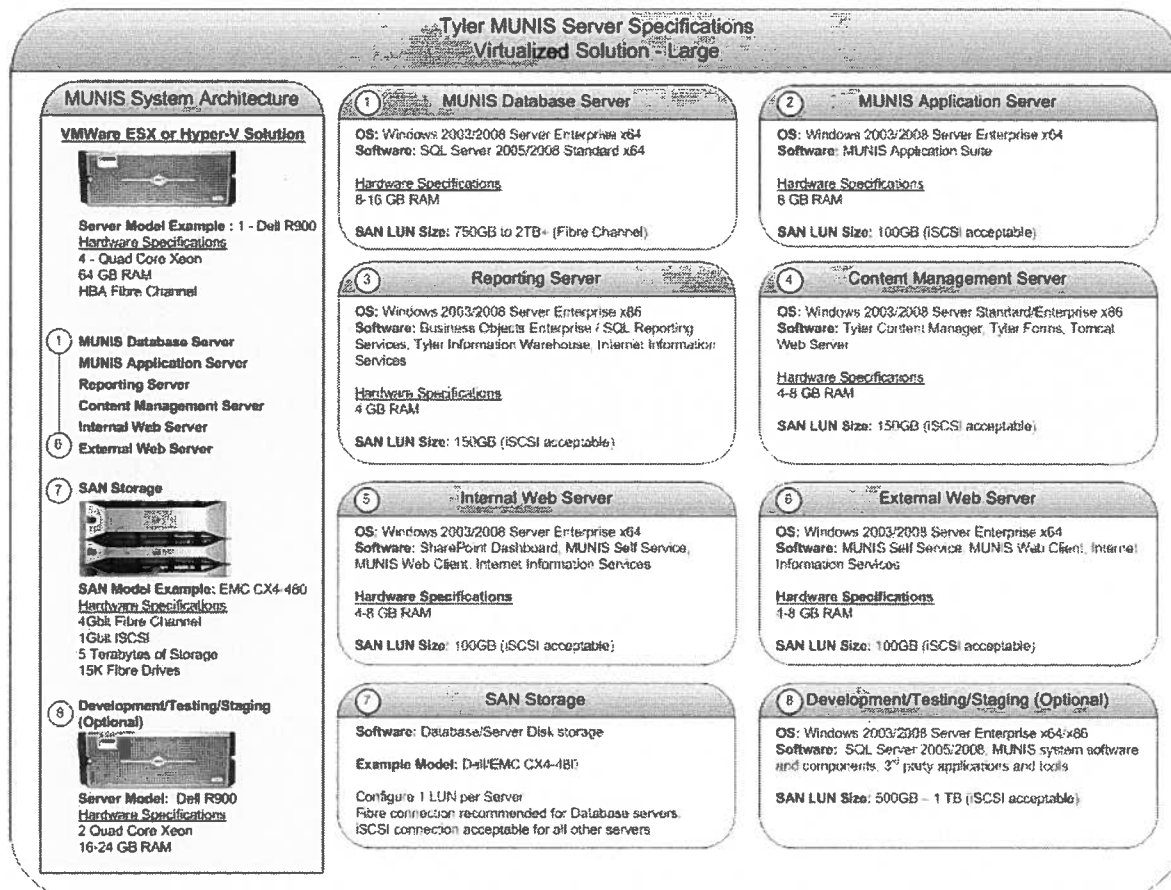 Tyler MUNIS Server Specifications
Virtualized Solution - Large
MUNIS System Architecture
VMWare ESX or Hyper-V Solution
Server Model Example : 1 - Dell R900
Hardware Specifications
4 - Quad Core Xeon
64 GB RAM
HBA Fibre Channel
1 MUNIS Database Server
MUNIS Application Server
Reporting Server
Content Management Server
Internal Web Server
6 External Web Server
7 SAN Storage
SAN Model Example: EMC CX4-480
Hardware Specifications
4Gbit Fibre Channel
1Gbit ISCSI
5 Terabytes of Storage
15K Fibre Drives
8 Development/Testing/Staging
(Optional)
Server Model: Dell R900
Hardware Specifications
2 Quad Core Xeon
16-24 GB RAM
1 MUNIS Database Server
OS: Windows 2003/2008 Server Enterprise x64
Software: SQL Server 2005/2008 Standard x64
Hardware Specifications
8-16 GB RAM
SAN LUN Size: 750GB to 2TB+ (Fibre Channel)
2 MUNIS Application Server
OS: Windows 2003/2008 Server Enterprise x64
Software: MUNIS Application Suite
Hardware Specifications
8 GB RAM
SAN LUN Size: 100GB (iSCSI acceptable)
3 Reporting Server
OS: Windows 2003/2008 Server Enterprise x86
Software: Business Objects Enterprise / SQL Reporting
Services, Tyler Information Warehouse, Internet Information
Services
Hardware Specifications
4 GB RAM
SAN LUN Size: 150GB (iSCSI acceptable)
4 Content Management Server
OS: Windows 2003/2008 Server Standard/Enterprise x86
Software: Tyler Content Manager, Tyler Forms, Tomcat
Web Server
Hardware Specifications
4-8 GB RAM
SAN LUN Size: 150GB (iSCSI acceptable)
5 Internal Web Server
OS: Windows 2003/2008 Server Enterprise x64
Software: SharePoint Dashboard, MUNIS Self Service,
MUNIS Web Client, Internet Information Services
Hardware Specifications
4-8 GB RAM
SAN LUN Size: 100GB (iSCSI acceptable)
6 External Web Server
OS: Windows 2003/2008 Server Enterprise x64
Software: MUNIS Self Service, MUNIS Web Client, Internet
Information Services
Hardware Specifications
4-8 GB RAM
SAN LUN Size: 100GB (iSCSI acceptable)
7 SAN Storage
Software: Database/Server Disk storage
Example Model: Dell/EMC CX4-480
Configure 1 LUN per Server
Fibre connection recommended for Database servers.
iSCSI connection acceptable for all other servers
8 Development/Testing/Staging (Optional)
OS: Windows 2003/2008 Server Enterprise x64/x86
Software: SQL Server 2005/2008, MUNIS system software
and components, 3rd party applications and tools
SAN LUN Size: 500GB – 1 TB (iSCSI acceptable)